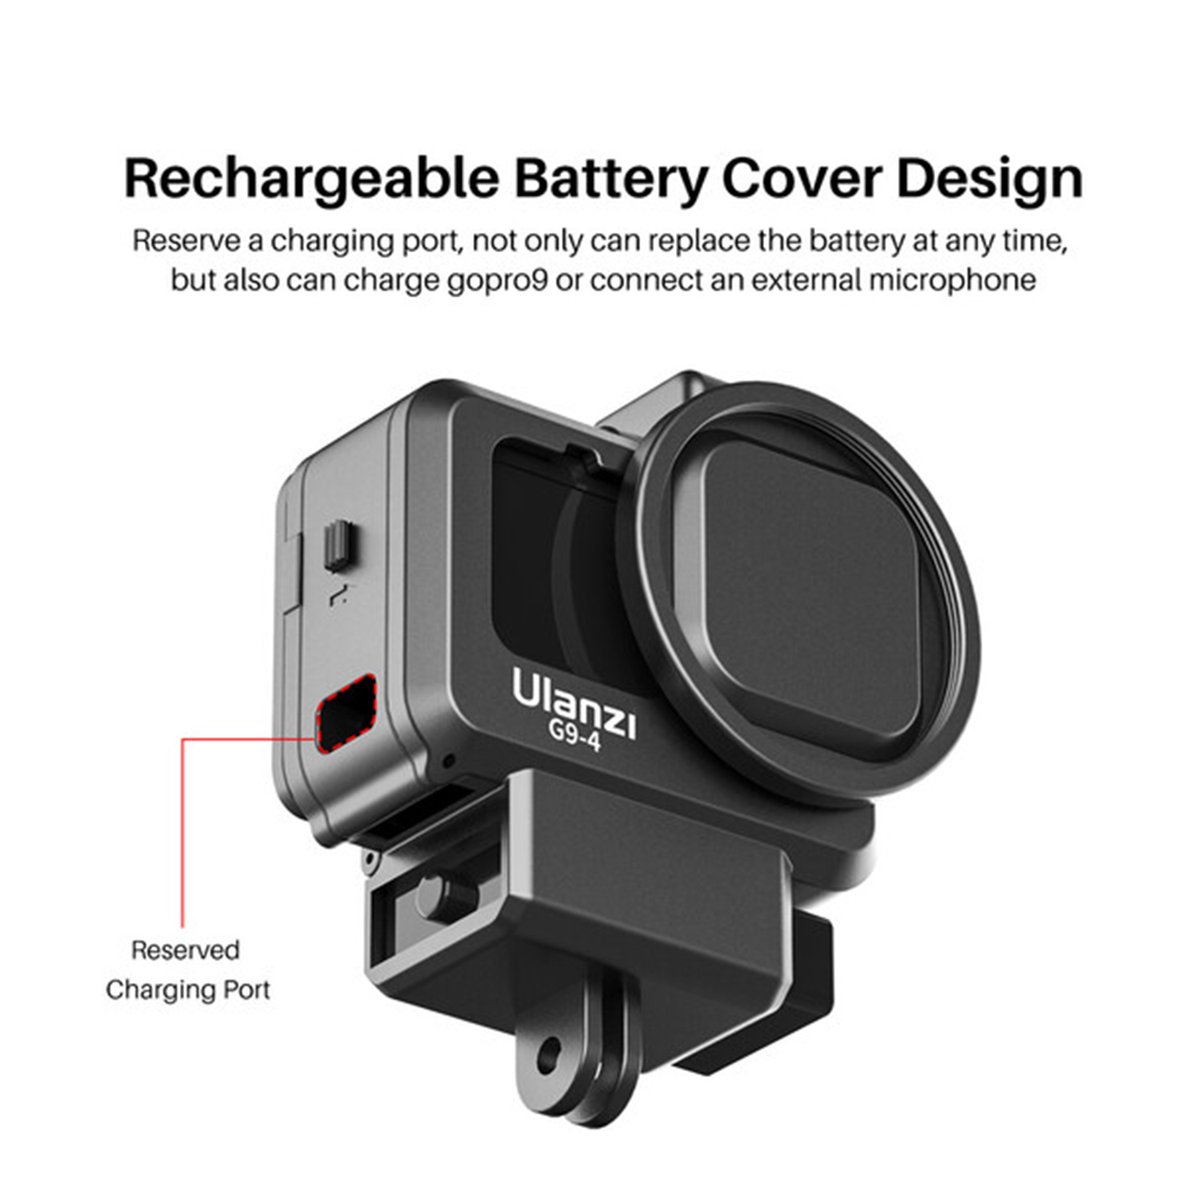 Rechargeable Battery Cover Design
Reserve a charging port, not only can replace the battery at any time,
but also can charge gopro9 or connect an external microphone
Ulanzi
G9-4
Reserved
Charging Port